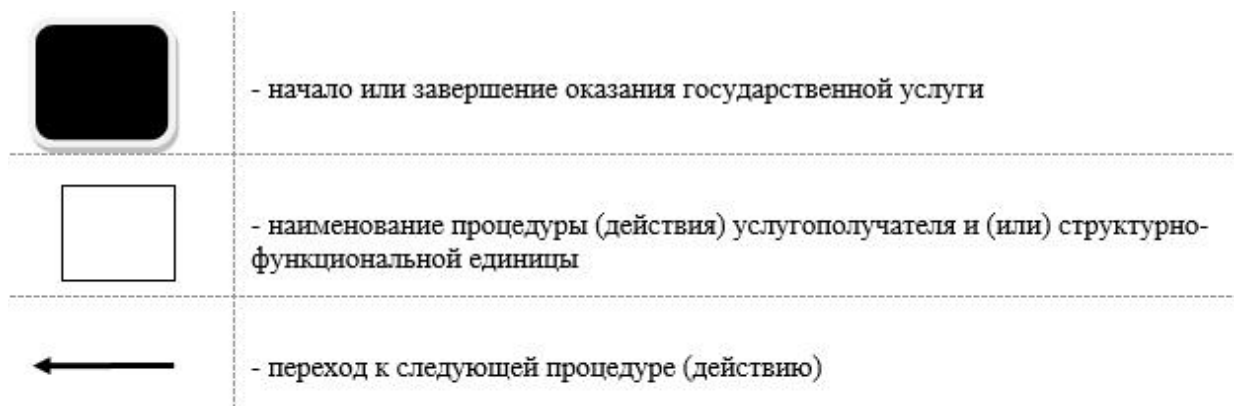 - начало или завершение оказания государственной услуги
- наименование процедуры (действия) услугополучателя и (или) структурно-
функциональной единицы
- переход к следующей процедуре (действию)